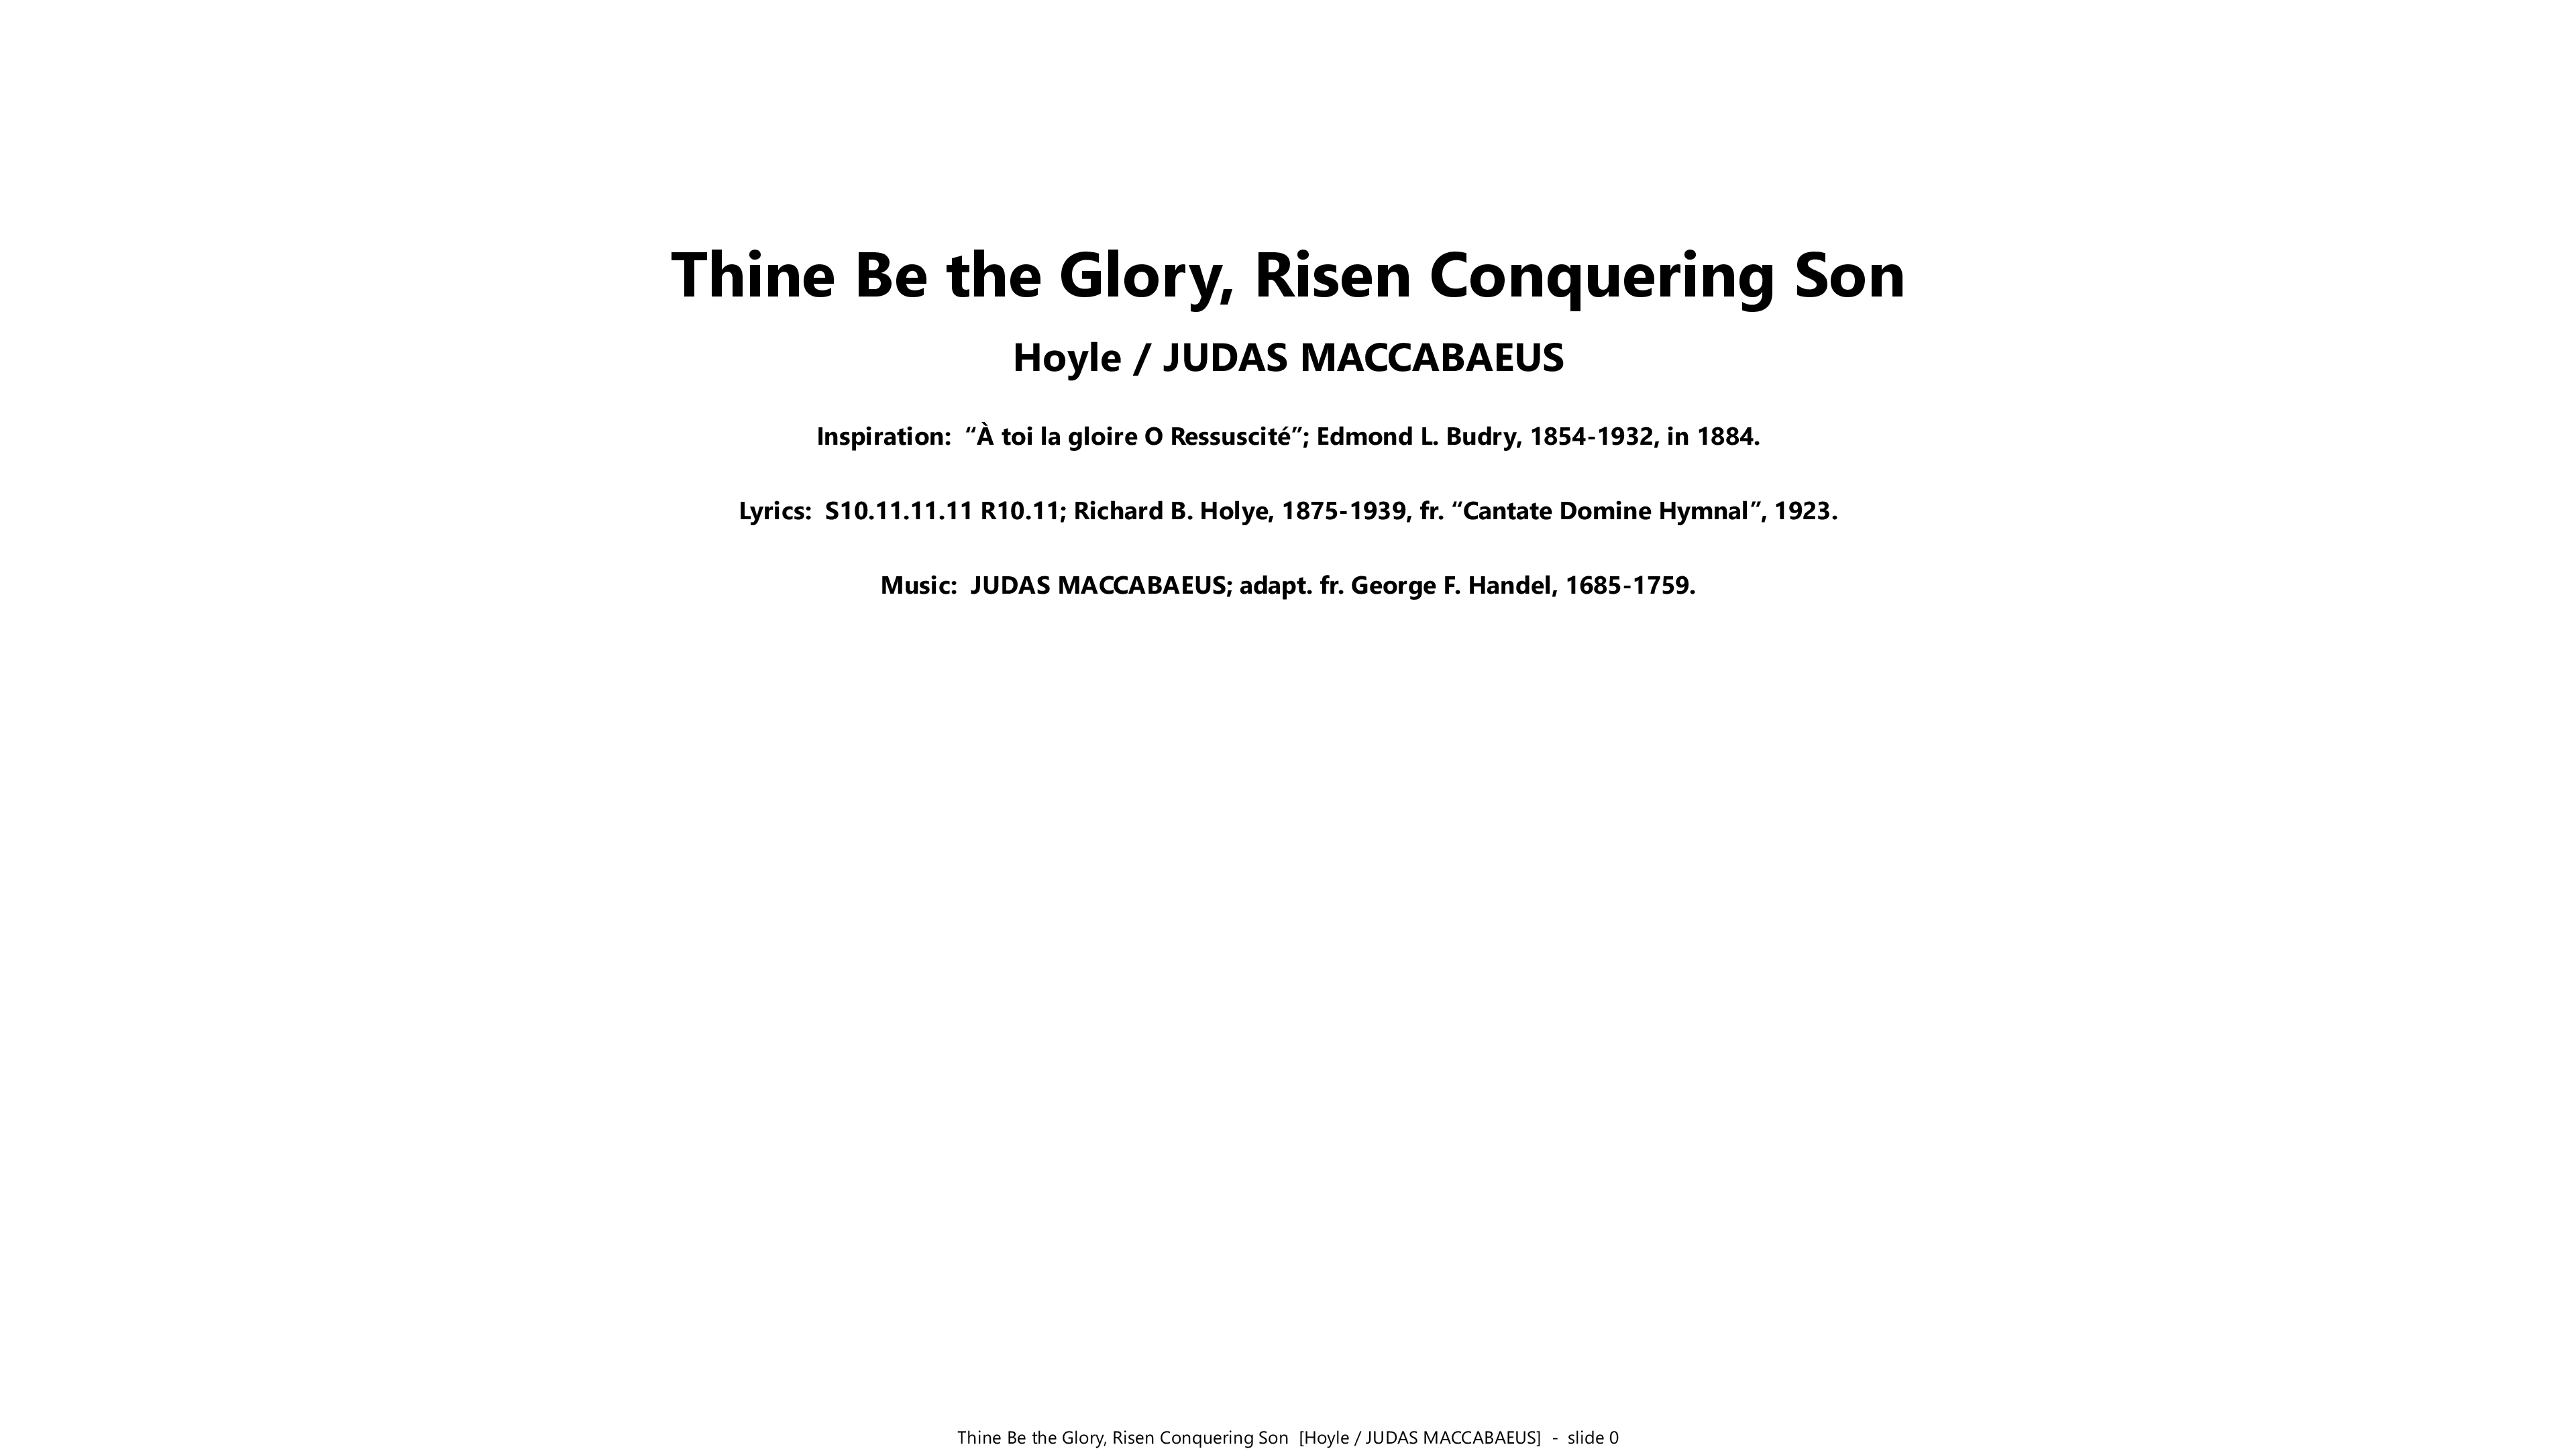 Thine Be the Glory, Risen Conquering Son
Hoyle / JUDAS MACCABAEUS
Inspiration:  “À toi la gloire O Ressuscité”; Edmond L. Budry, 1854-1932, in 1884.
Lyrics:  S10.11.11.11 R10.11; Richard B. Holye, 1875-1939, fr. “Cantate Domine Hymnal”, 1923.
Music:  JUDAS MACCABAEUS; adapt. fr. George F. Handel, 1685-1759.
Thine Be the Glory, Risen Conquering Son  [Hoyle / JUDAS MACCABAEUS]  -  slide 0